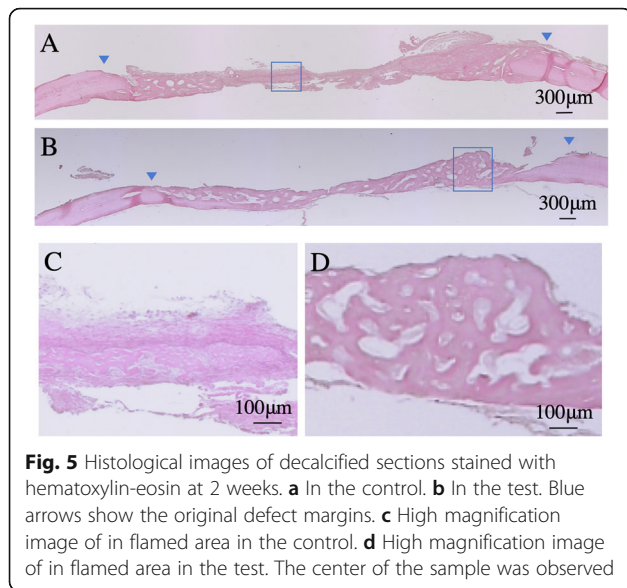 A
300μm
B
300μm
C
100μm
D
100μm
Fig. 5 Histological images of decalcified sections stained with
hematoxylin-eosin at 2 weeks. a In the control. b In the test. Blue
arrows show the original defect margins. c High magnification
image of in flamed area in the control. d High magnification image
of in flamed area in the test. The center of the sample was observed